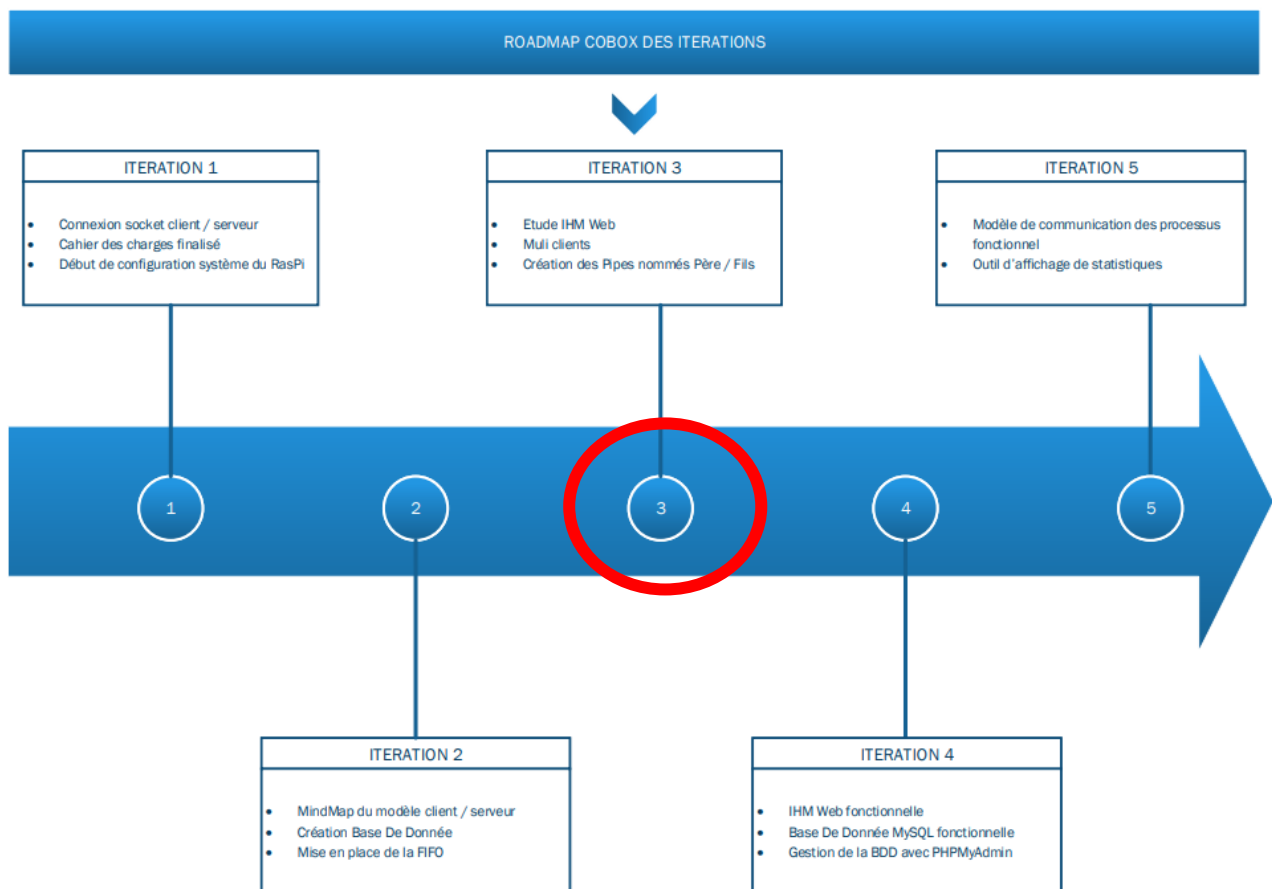 ROADMAP COBOX DES ITERATIONS
ITERATION 1
• Connexion socket client / serveur
• Cahier des charges finalisé
• Début de configuration système du RasPi
ITERATION 3
• Etude IHM Web
• Muli clients
• Création des Pipes nommés Père / Fils
ITERATION 5
• Modèle de communication des processus
fonctionnel
• Outil d'affichage de statistiques
1
2
3
4
5
ITERATION 2
• MindMap du modèle client / serveur
• Création Base De Donnée
• Mise en place de la FIFO
ITERATION 4
• IHM Web fonctionnelle
• Base De Donnée MySQL fonctionnelle
• Gestion de la BDD avec PHPMyAdmin